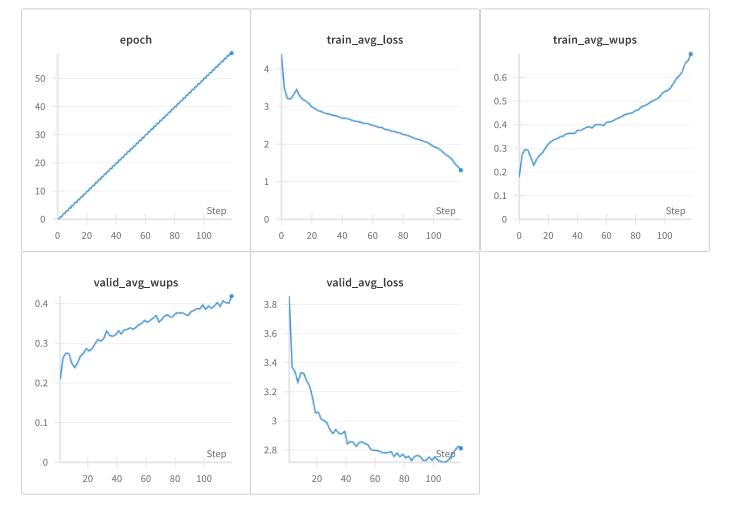 epoch
50
40
30
20
10
0
Step
0 20 40 60 80 100
train_avg_loss
4
3
2
1
0
Step
0 20 40 60 80 100
train_avg_wups
0.6
0.5
0.4
0.3
0.2
0.1
0
Step
0 20 40 60 80 100
valid_avg_wups
0.4
0.3
0.2
0.1
0
Step
20 40 60 80 100
valid_avg_loss
3.8
3.6
3.4
3.2
3
2.8
Step
20 40 60 80 100